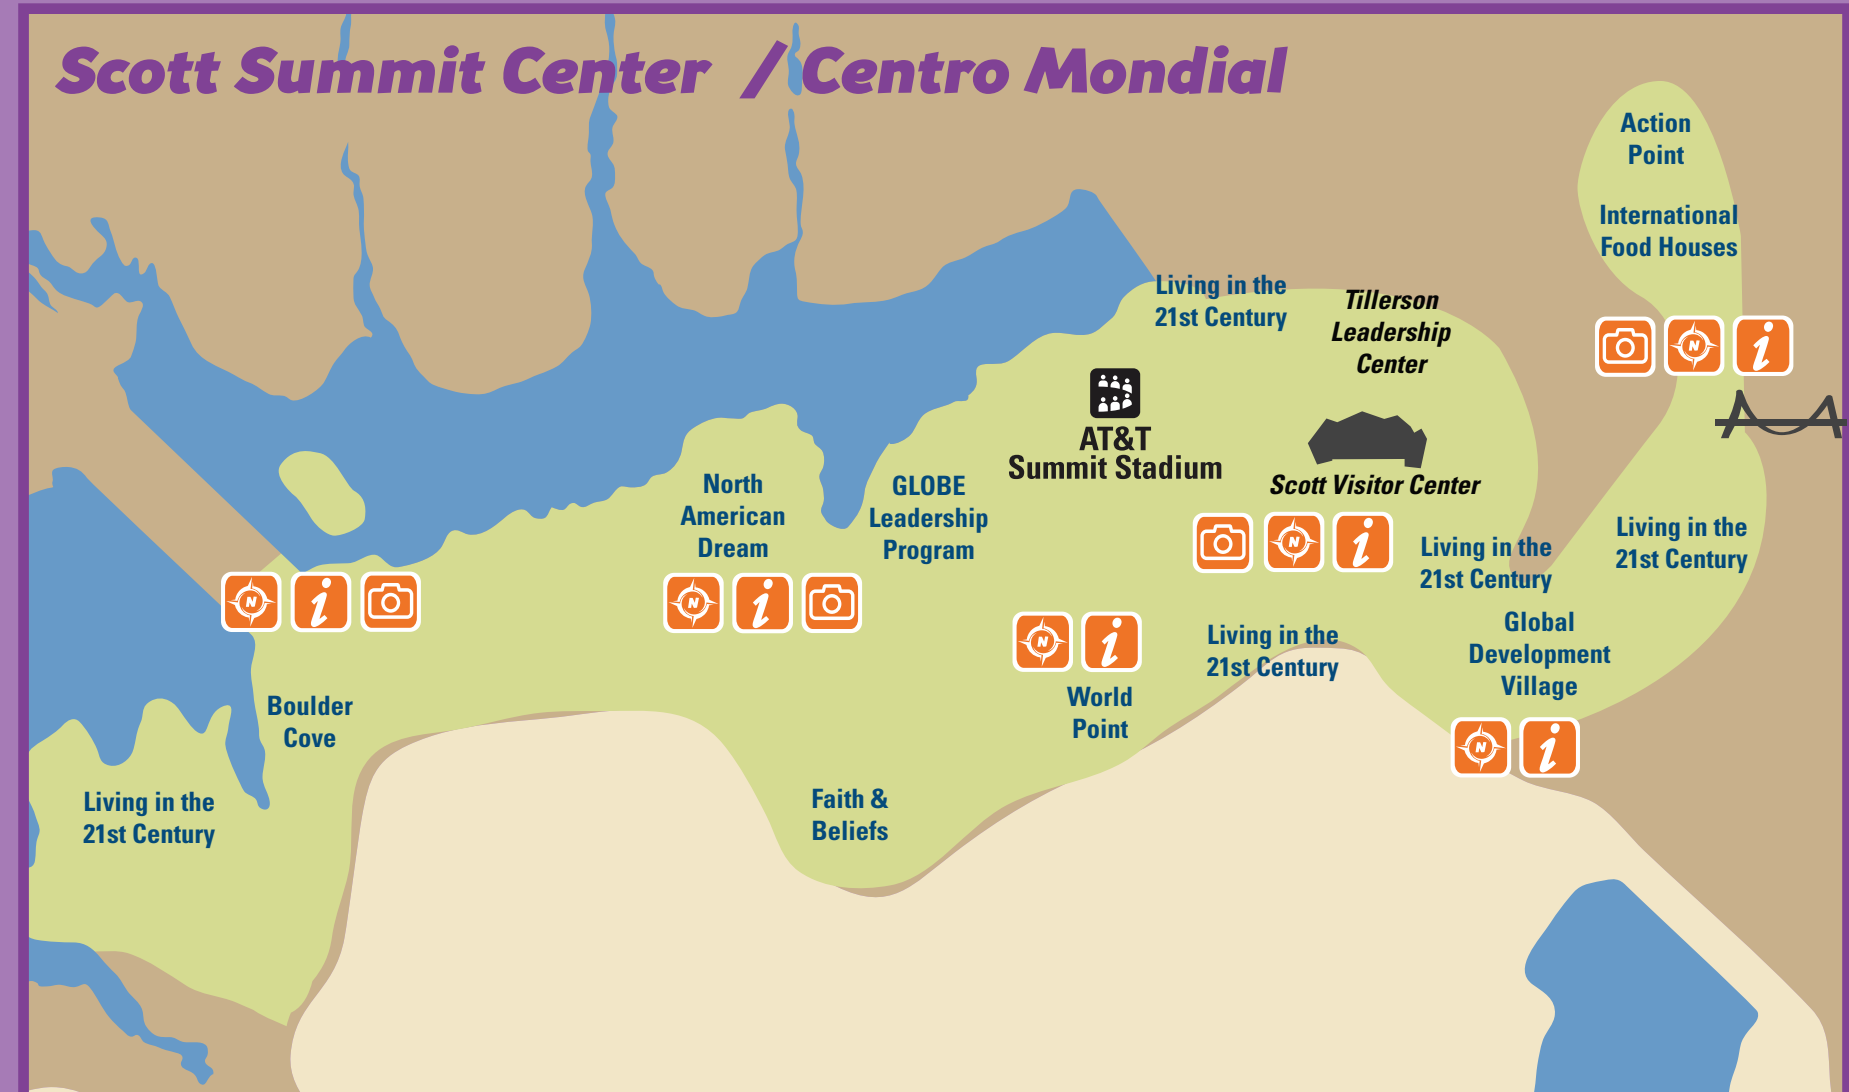 Scott Summit Center / Centro Mondial
Action
Point
International
Food Houses
Living in the
21st Century
Tillerson
Leadership
Center
N
i
AT&T
Summit Stadium
Scott Visitor Center
N
i
North
American
Dream
N
i
GLOBE
Leadership
Program
Living in the
21st Century
Living in the
21st Century
N
i
Global
Development
Village
N
i
Living in the
21st Century
N
i
World
Point
Boulder
Cove
Living in the
21st Century
Faith &
Beliefs